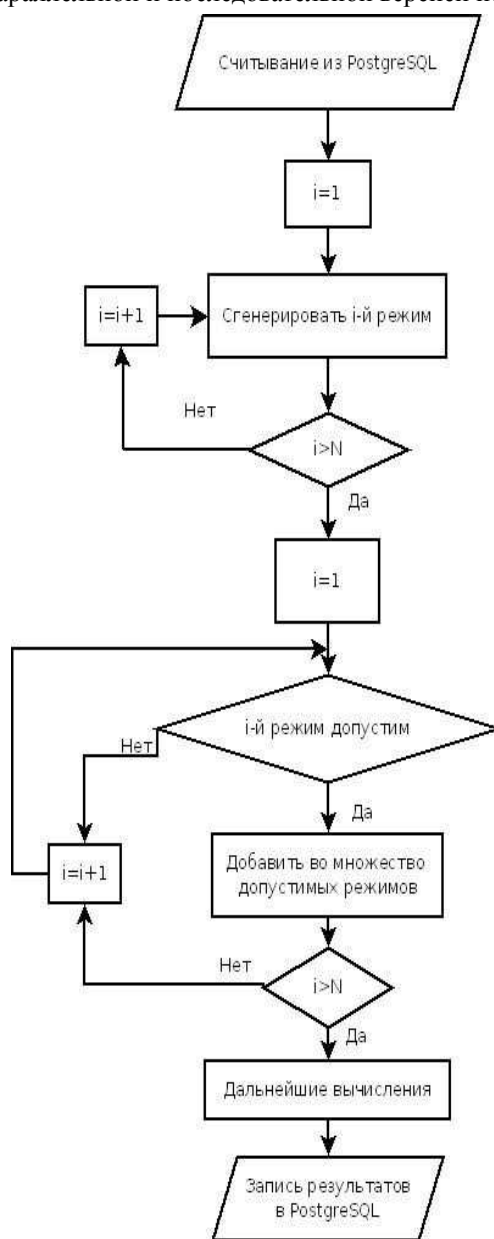 параллельной и последовательной версией
Считывание из PostgreSQL
i=1
i=i+1
Сгенерировать i-й режим
Нет
i>N
Да
i=1
i-й режим допустим
Нет
Да
i=i+1
Добавить во множество
допустимых режимов
Нет
i>N
Да
Дальнейшие вычисления
Запись результатов
в PostgreSQL